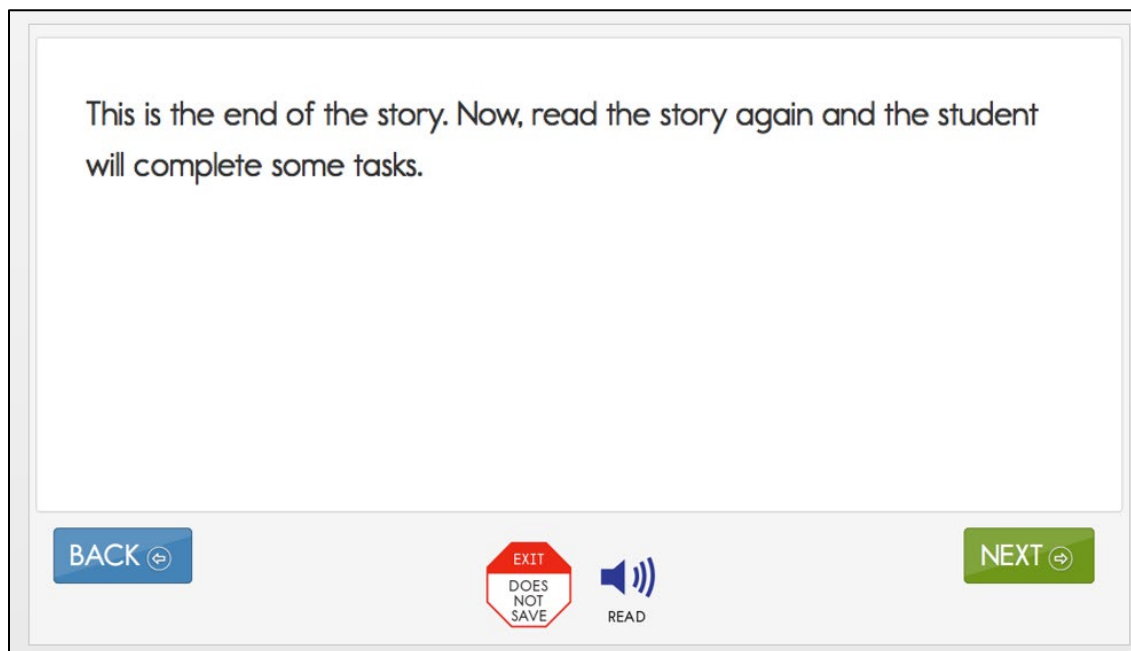 This is the end of the story. Now, read the story again and the student
will complete some tasks.
BACK
EXIT
DOES
NOT
SAVE
READ
NEXT